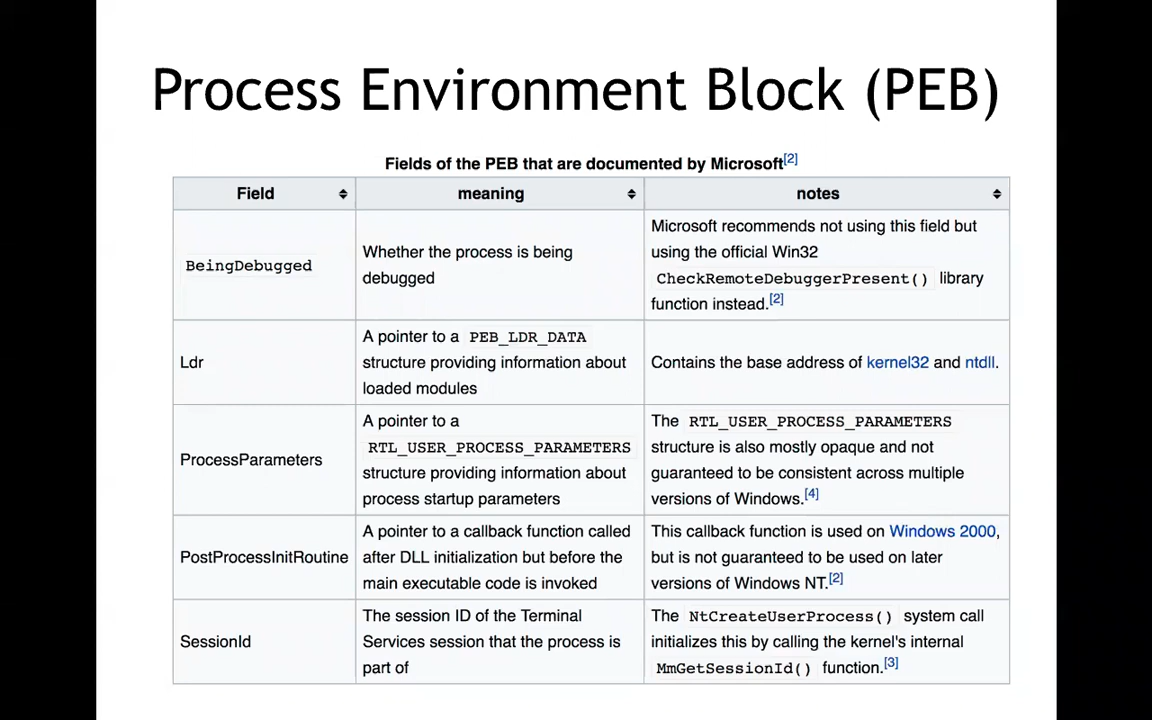 Process Environment Block (PEB)
Fields of the PEB that are documented by Microsoft[2]
Field
meaning
notes
BeingDebugged
Whether the process is being
debugged
Microsoft recommends not using this field but
using the official Win32
CheckRemoteDebuggerPresent() library
function instead.[2]
Ldr
A pointer to a PEB_LDR_DATA
structure providing information about
loaded modules
Contains the base address of kernel32 and ntdll.
ProcessParameters
A pointer to a
RTL_USER_PROCESS_PARAMETERS
structure providing information about
process startup parameters
The RTL_USER_PROCESS_PARAMETERS
structure is also mostly opaque and not
guaranteed to be consistent across multiple
versions of Windows.[4]
PostProcessInitRoutine
A pointer to a callback function called
after DLL initialization but before the
main executable code is invoked
This callback function is used on Windows 2000,
but is not guaranteed to be used on later
versions of Windows NT.[2]
SessionId
The session ID of the Terminal
Services session that the process is
part of
The NtCreateUserProcess() system call
initializes this by calling the kernel's internal
MmGetSessionId() function.[3]